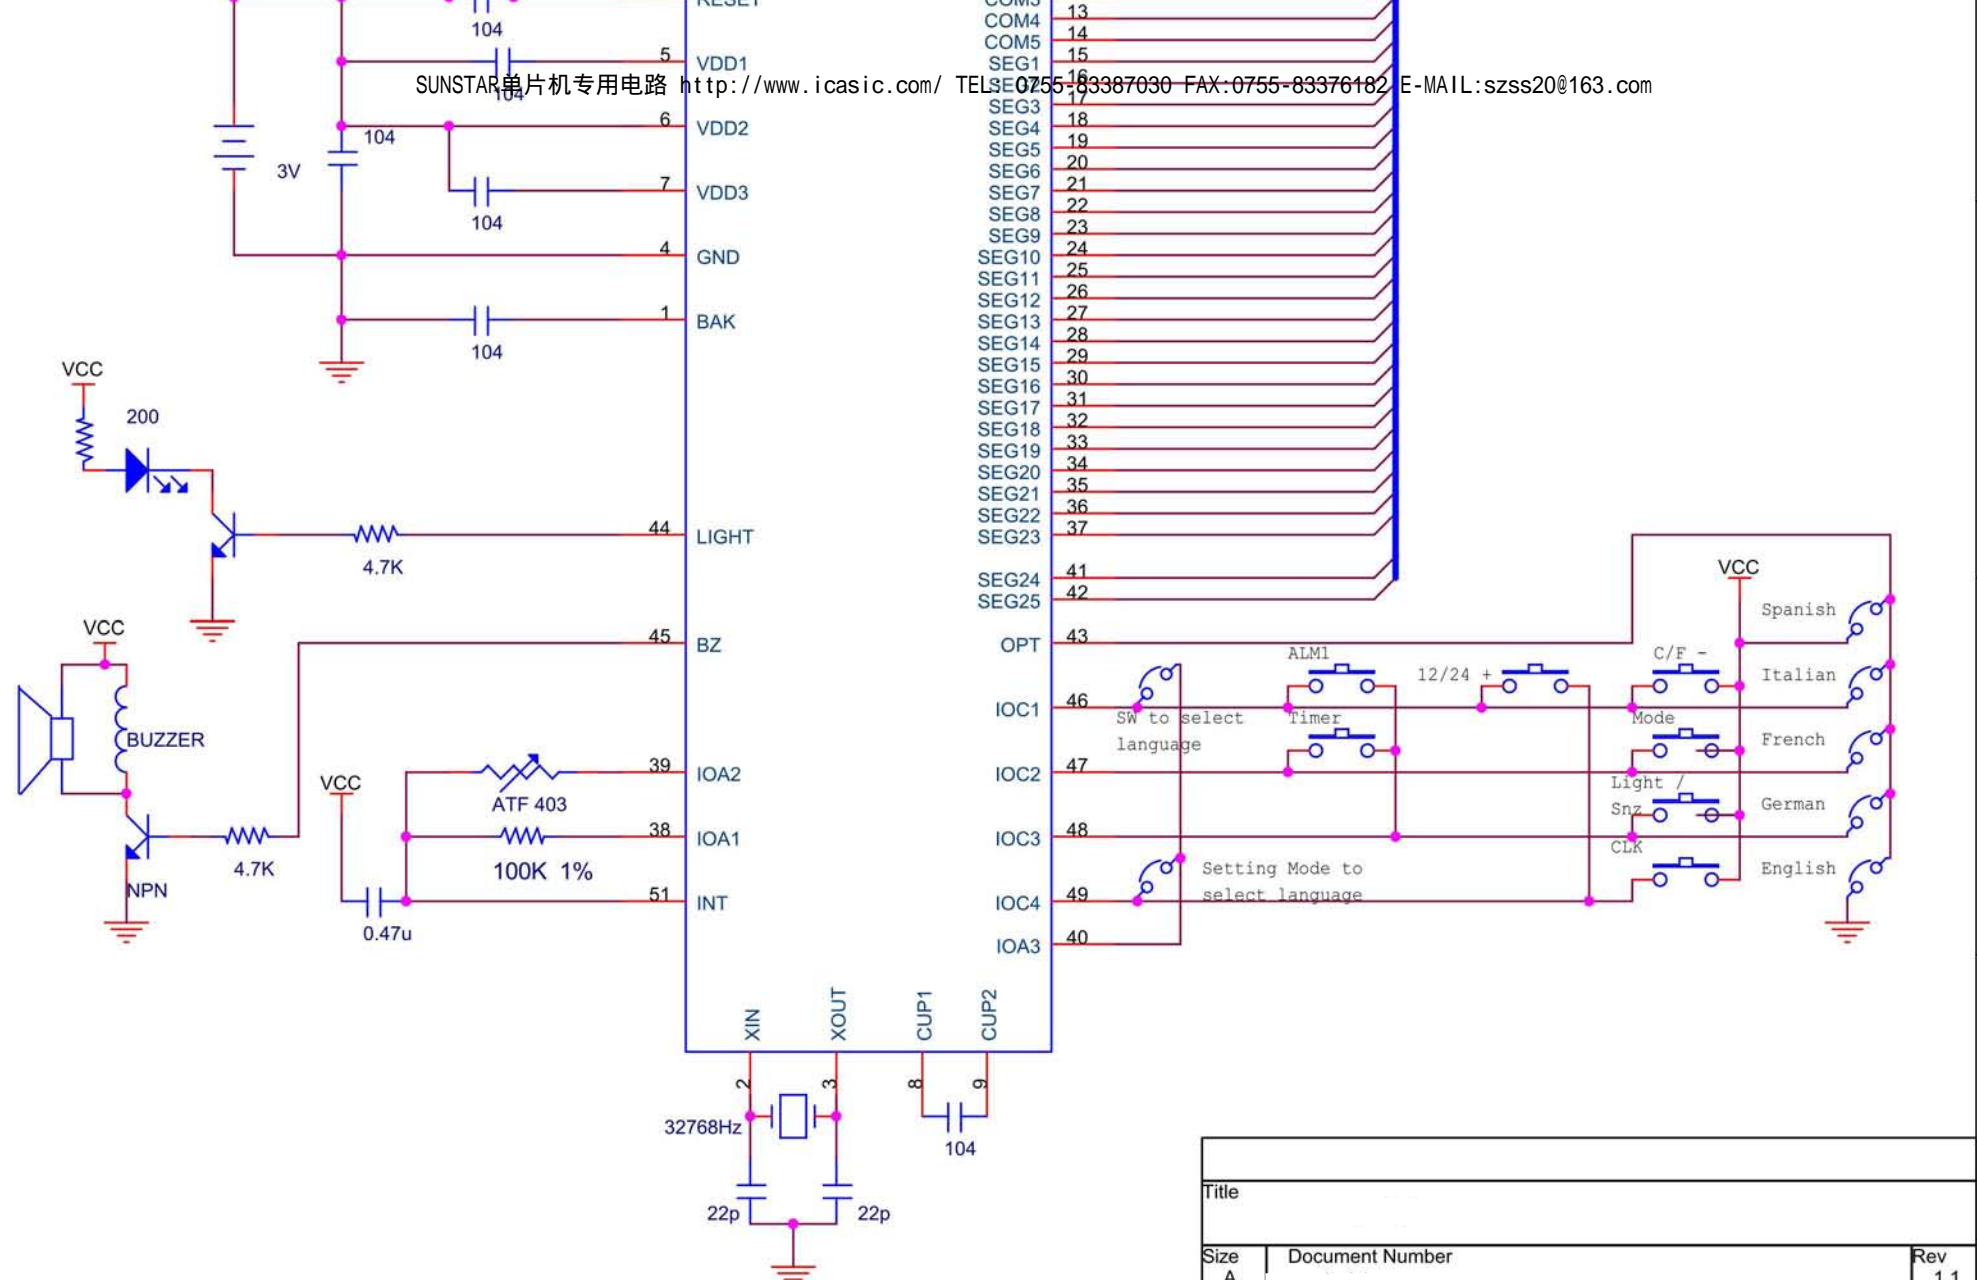 RESET
104
COM3
COM4 13
COM5 14
5 VDD1
SEG1 15
SUNSTAR单片机专用电路 http://www.icasic.com/ TEL: 0755-83387030 FAX:0755-83376182 E-MAIL:szss20@163.com
104
SEG2 16
SEG3 17
6 VDD2
104
SEG4 18
SEG5 19
3V
SEG6 20
7 VDD3
SEG7 21
104
SEG8 22
SEG9 23
4 GND
SEG10 24
SEG11 25
SEG12 26
1 BAK
SEG13 27
104
SEG14 28
VCC
SEG15 29
SEG16 30
200
SEG17 31
SEG18 32
SEG19 33
SEG20 34
SEG21 35
SEG22 36
44 LIGHT
SEG23 37
4.7K
SEG24 41
SEG25 42
VCC
Spanish
VCC
45 BZ
OPT 43
ALM1
12/24 +
C/F -
Italian
IOC1 46
SW to select
language
Timer
Mode
French
BUZZER
39 IOA2
ATF 403
VCC
IOC2 47
Light /
Snz
German
38 IOA1
100K 1%
IOC3 48
CLK
4.7K
NPN
Setting Mode to
select language
English
51 INT
0.47u
IOC4 49
IOA3 40
XIN
XOUT
CUP1
CUP2
2
3
8
9
32768Hz
104
22p
22p
Title
Size
A
Document Number
Rev
1.1